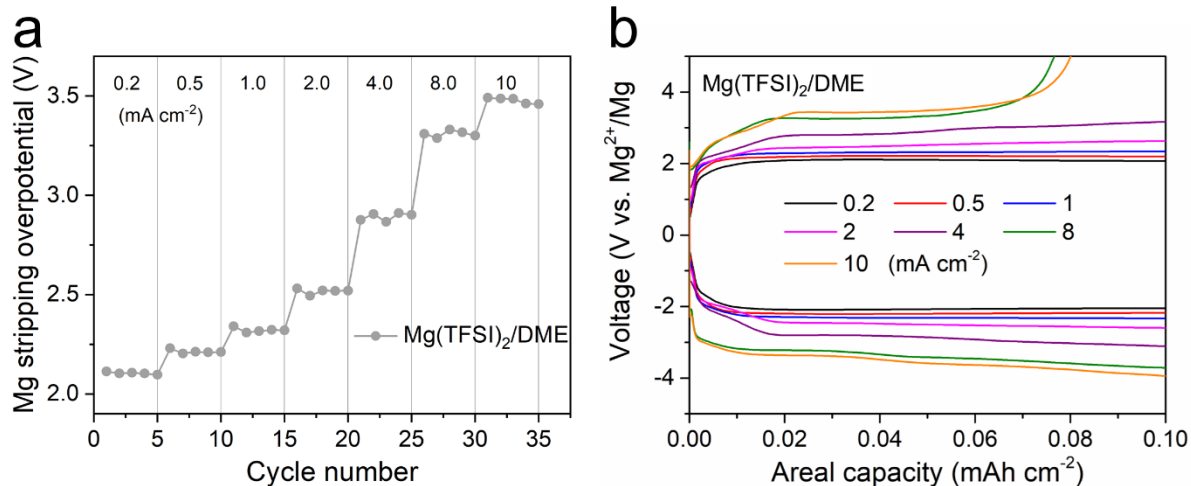 a
Mg stripping overpotential (V)
3.5
3.0
2.5
2.0
0.2 0.5 1.0 2.0 4.0 8.0 10
(mA cm⁻²)
Mg(TFSI)₂/DME
0 5 10 15 20 25 30 35
Cycle number
b
Voltage (V vs. Mg²⁺/Mg)
4
2
0
-2
-4
Mg(TFSI)₂/DME
0.2 0.5 1
2 4 8
10 (mA cm⁻²)
0.00 0.02 0.04 0.06 0.08 0.10
Areal capacity (mAh cm⁻²)